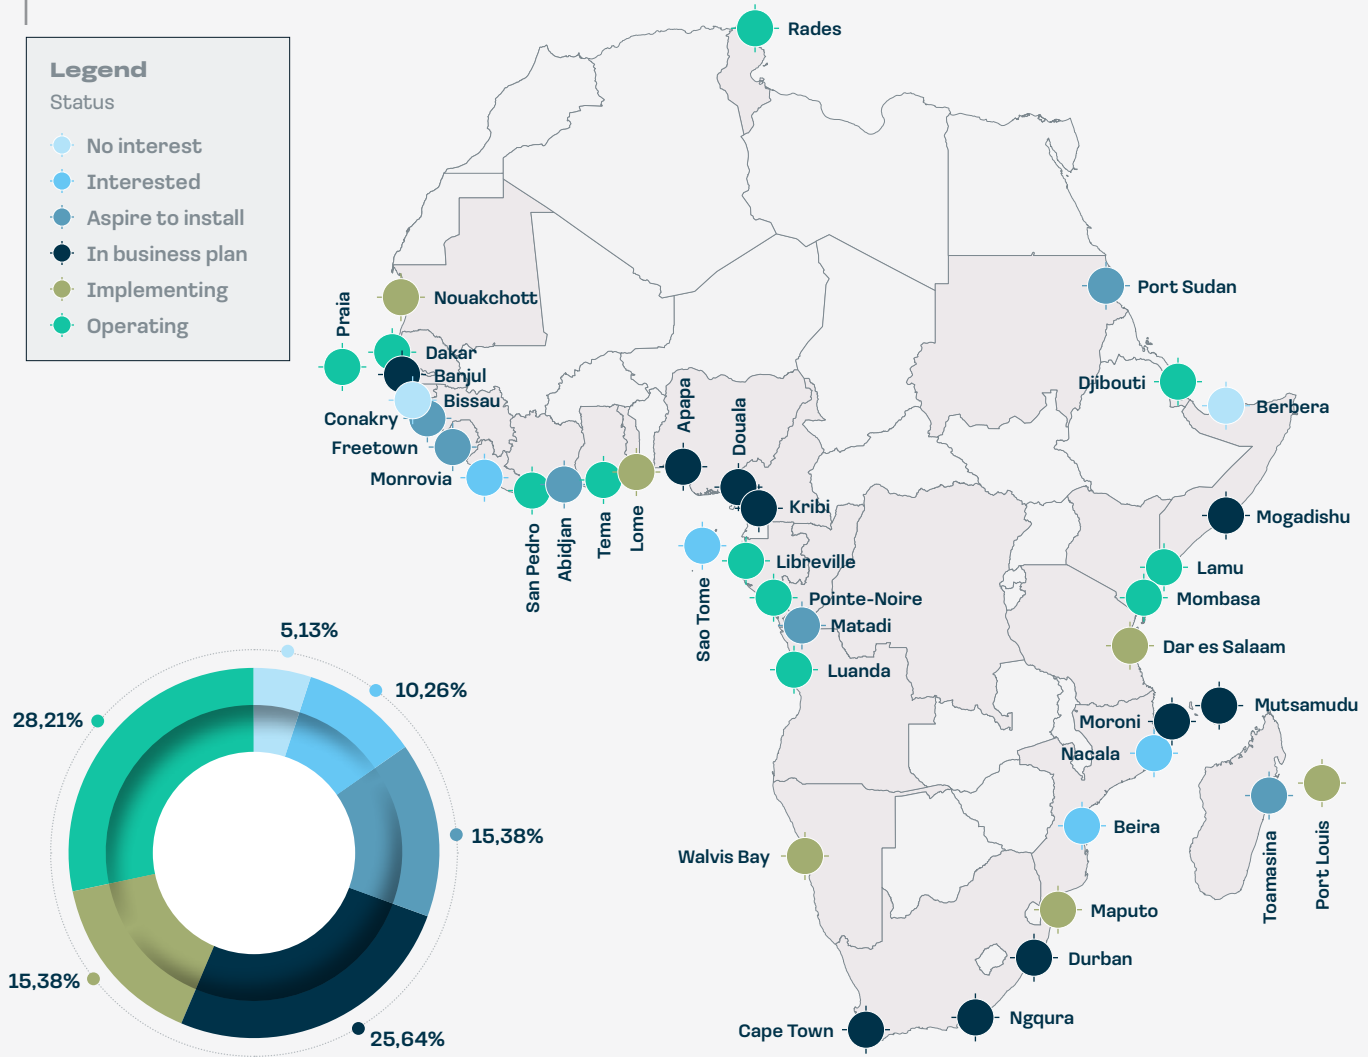 Legend
Status
No interest
Interested
Aspire to install
In business plan
Implementing
Operating
Rades
Port Sudan
Praia
Nouakchott
Dakar
Banjul
Bissau
Conakry
Freetown
Monrovia
San Pedro
Abidjan
Tema
Lome
Apapa
Douala
Kribi
Djibouti
Berbera
Mogadishu
Sao Tome
Libreville
Pointe-Noire
Matadi
Luanda
Lamu
Mombasa
Dar es Salaam
Mutsamudu
Moroni
Nacala
Beira
Walvis Bay
Toamasina
Port Louis
Maputo
Durban
Ngqura
Cape Town
5,13%
10,26%
28,21%
15,38%
15,38%
25,64%